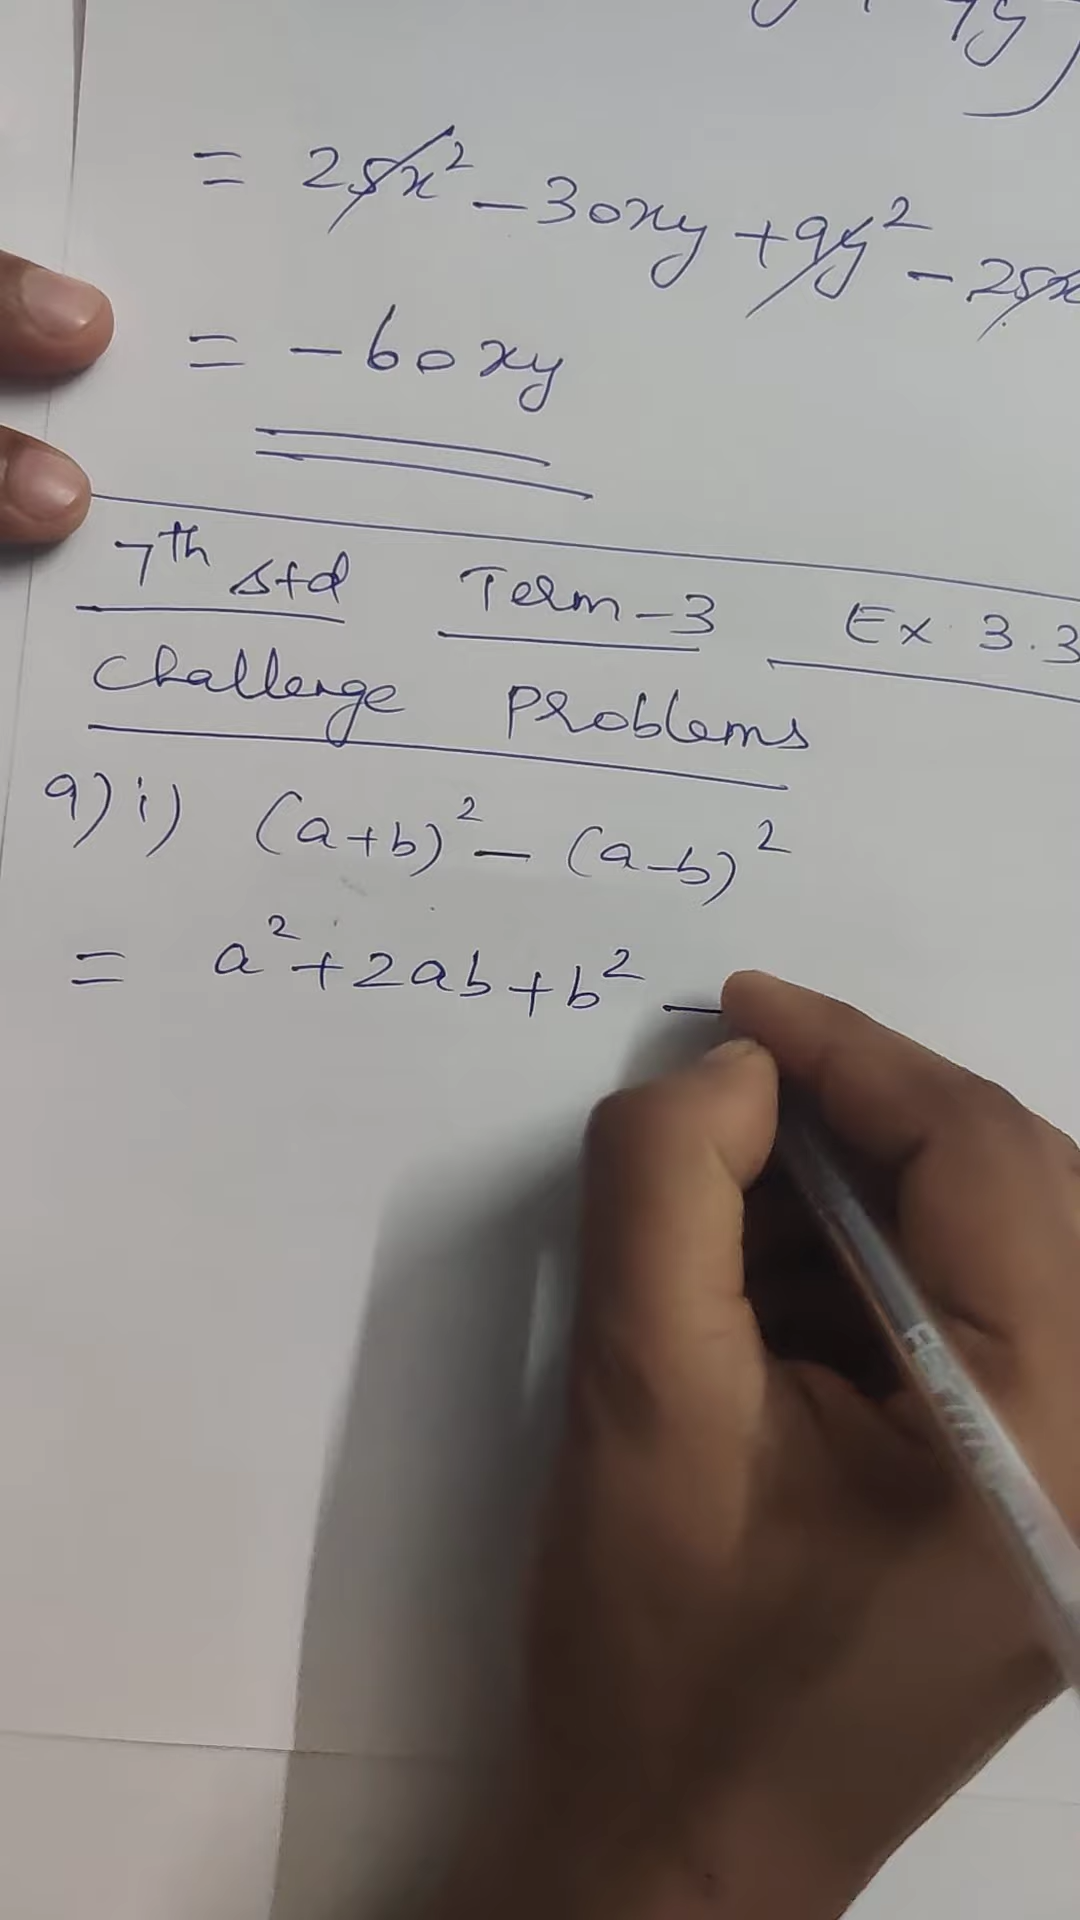 = 25x² - 30xy + 9y² - 25x
= - 60xy
7th std Term-3 Ex 3.3
Challenge Problems
9) i) (a+b)² - (a-b)²
= a² + 2ab + b² -